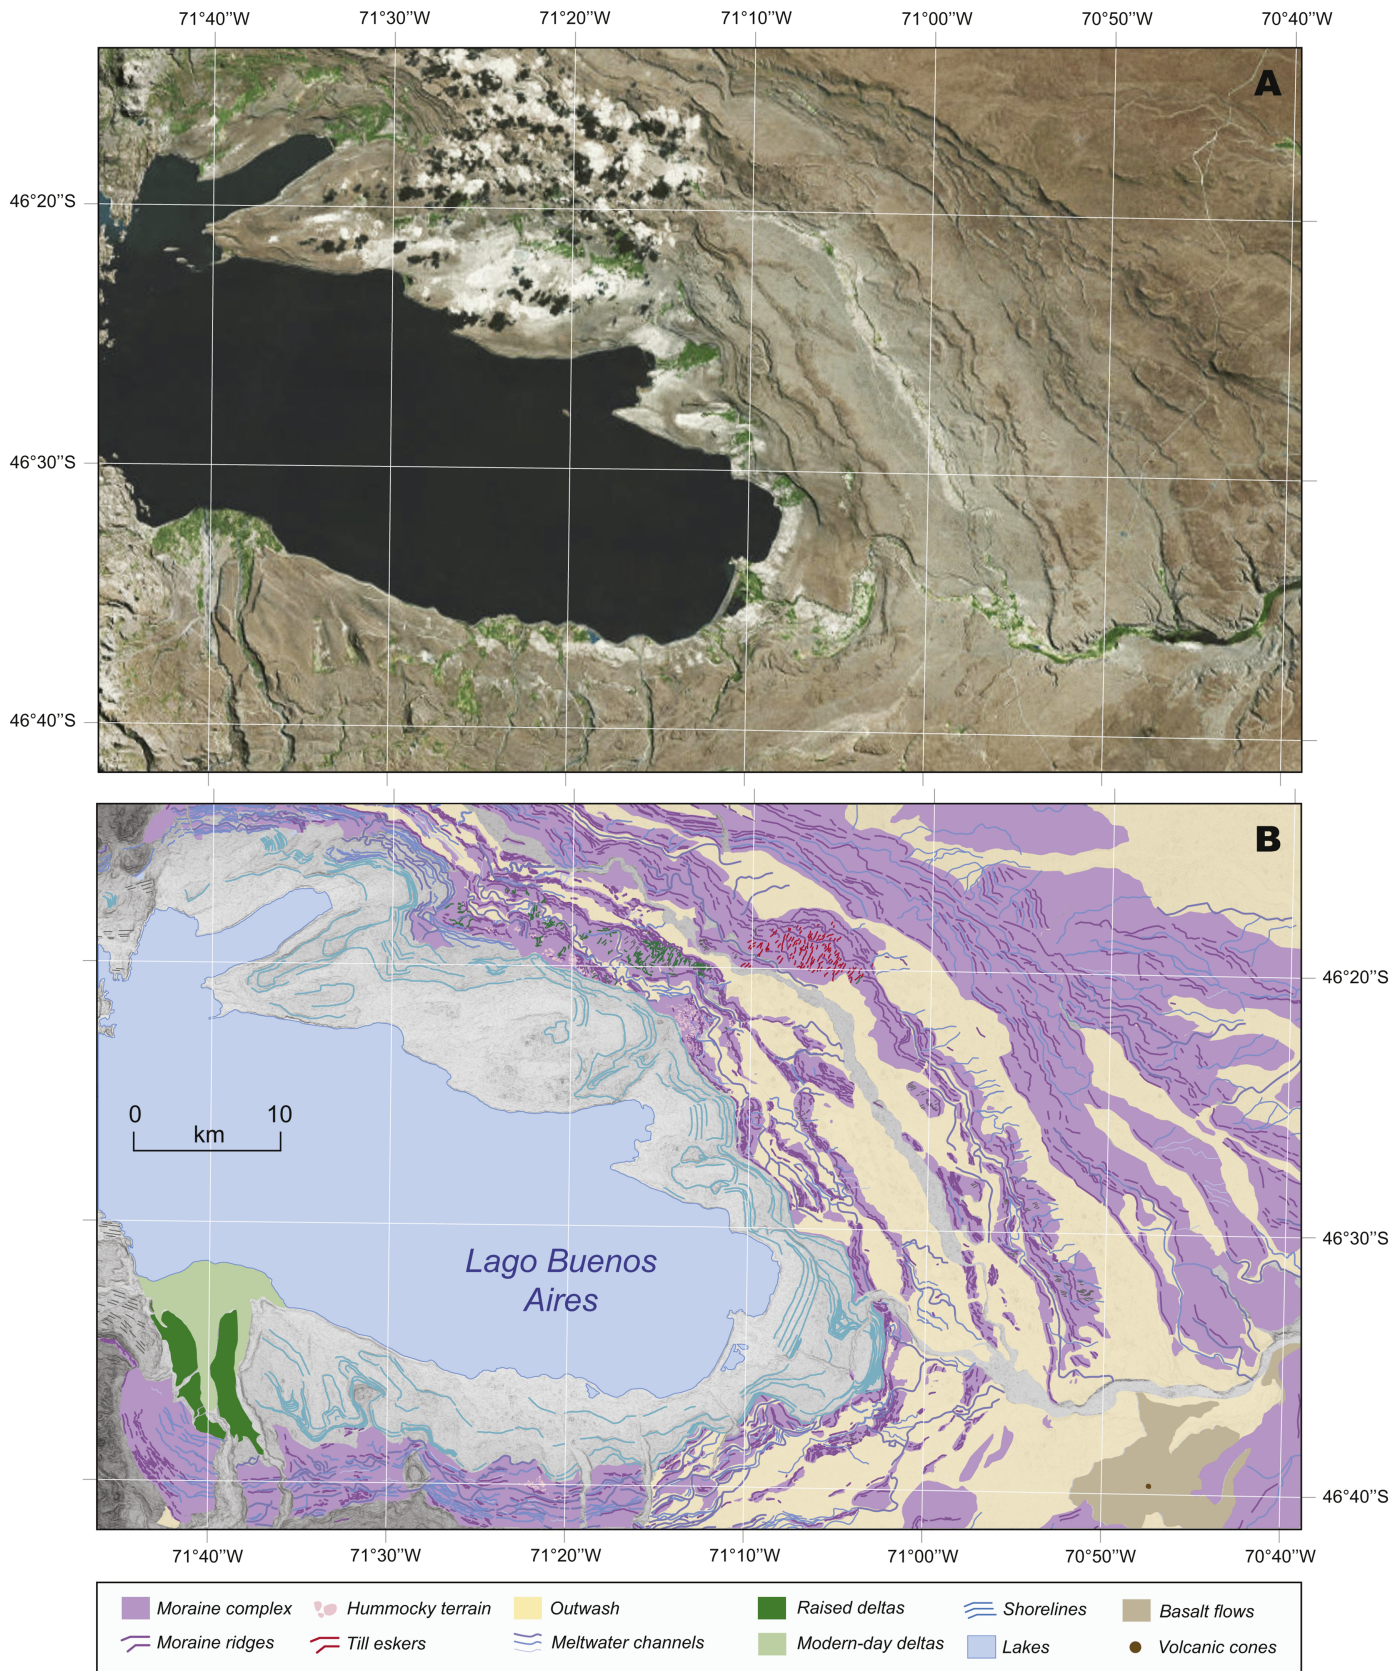 71°40’’W 71°30’’W 71°20’’W 71°10’’W 71°00’’W 70°50’’W 70°40’’W
A
46°20’’S
46°30’’S
46°40’’S
B
46°20’’S
0 10
km
46°30’’S
Lago Buenos
Aires
46°40’’S
71°40’’W 71°30’’W 71°20’’W 71°10’’W 71°00’’W 70°50’’W 70°40’’W
Moraine complex Hummocky terrain Outwash Raised deltas Shorelines Basalt flows
Moraine ridges Till eskers Meltwater channels Modern-day deltas Lakes Volcanic cones